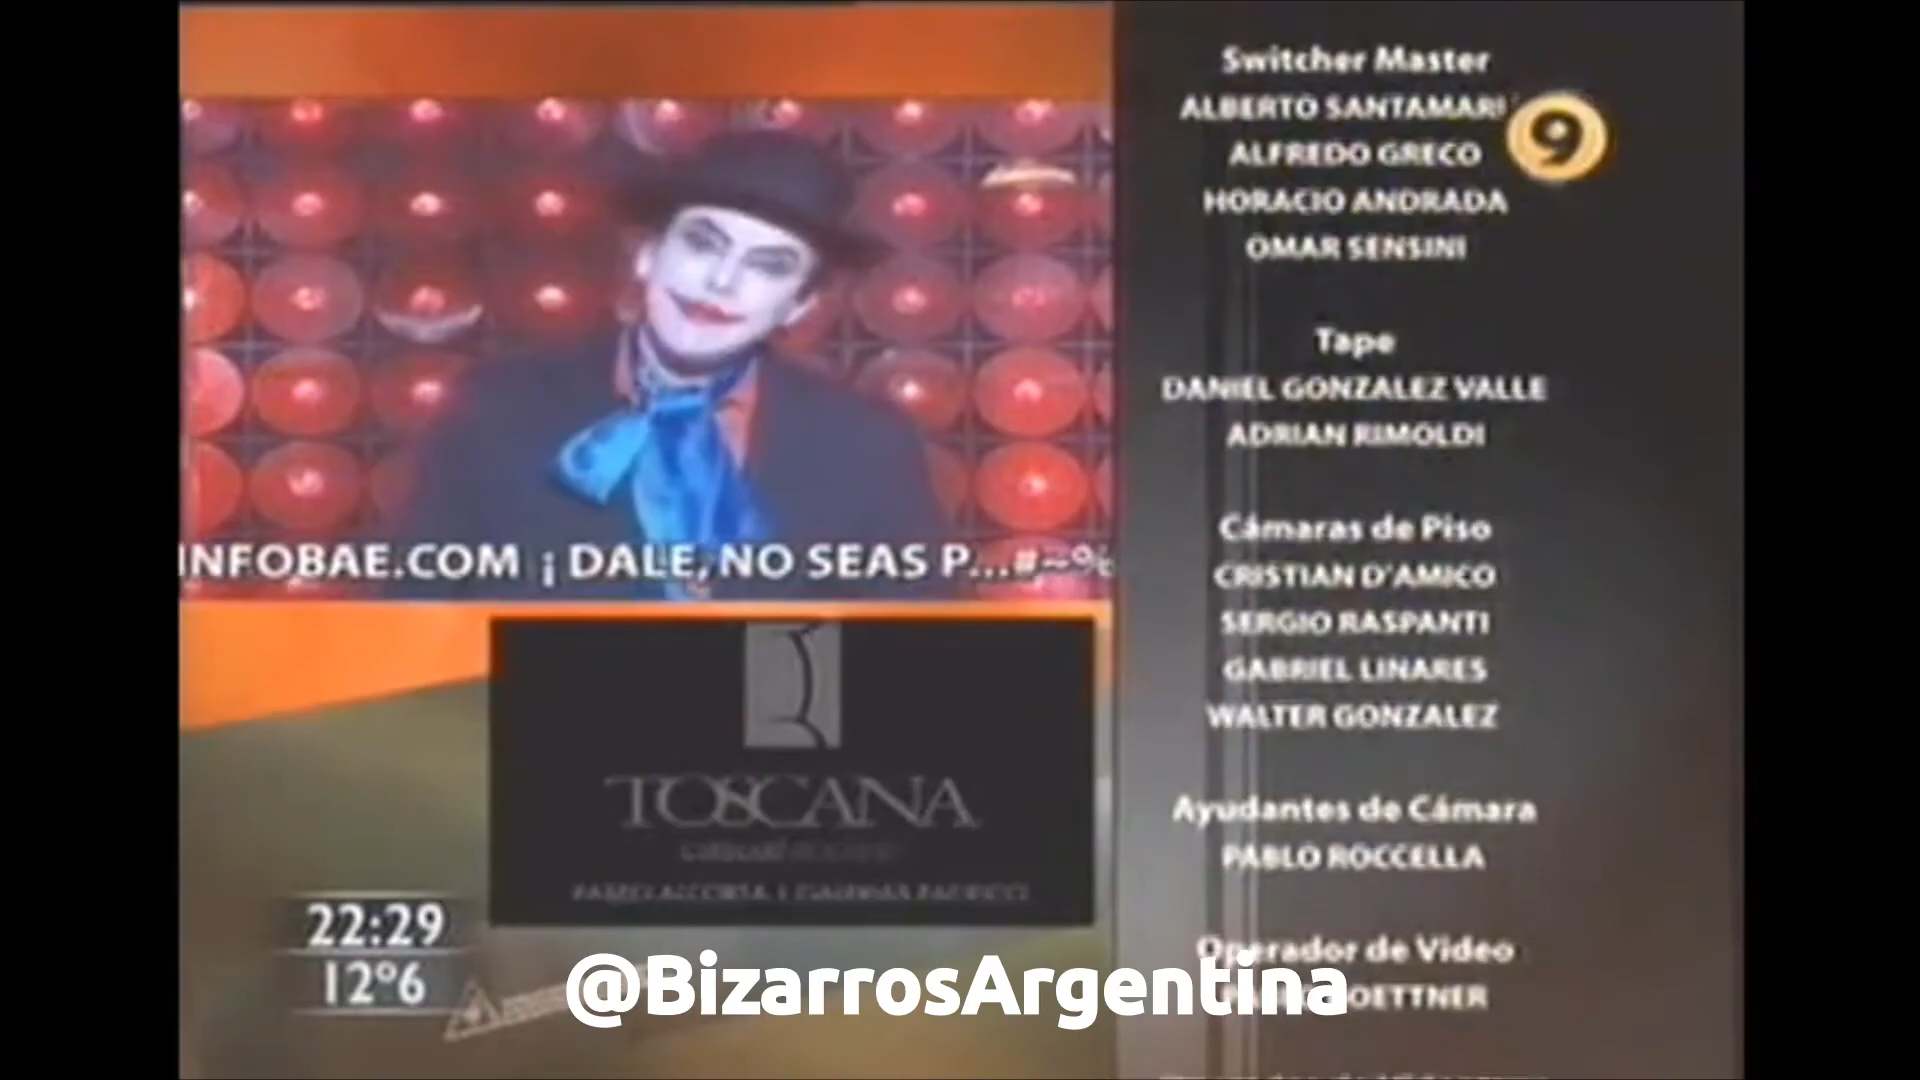 INFOBAE.COM ¡ DALE, NO SEAS P...#~%
TOSCANA
22:29
12°6
@BizarrosArgentina
Switcher Master
ALBERTO SANTAMARI
9
ALFREDO GRECO
HORACIO ANDRADA
OMAR SENSINI
Tape
DANIEL GONZALEZ VALLE
ADRIAN RIMOLDI
Cámaras de Piso
CRISTIAN D'AMICO
SERGIO RASPANTI
GABRIEL LINARES
WALTER GONZALEZ
Ayudantes de Cámara
PABLO ROCCELLA
Operador de Video
OETTNER